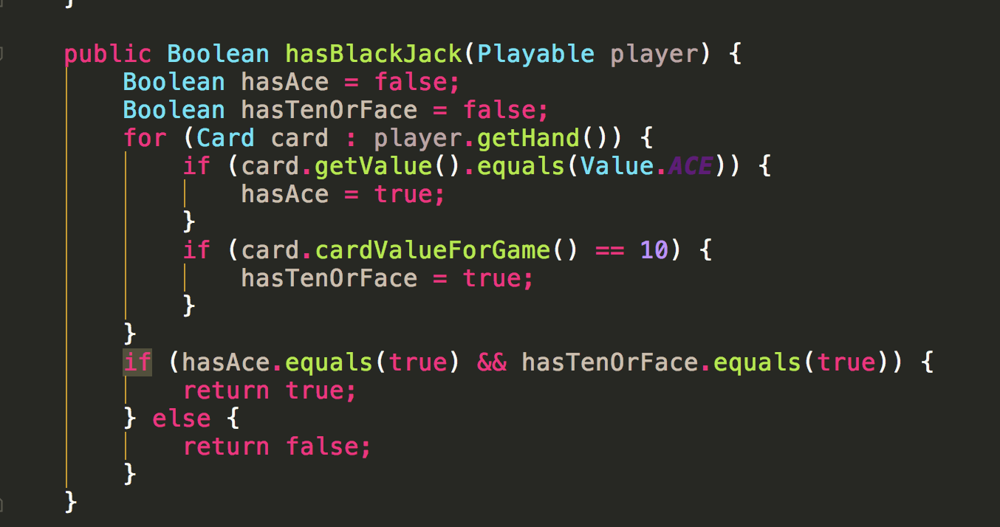 }
public Boolean hasBlackJack(Playable player) {
    Boolean hasAce = false;
    Boolean hasTenOrFace = false;
    for (Card card : player.getHand()) {
        if (card.getValue().equals(Value.ACE)) {
            hasAce = true;
        }
        if (card.cardValueForGame() == 10) {
            hasTenOrFace = true;
        }
    }
    if (hasAce.equals(true) && hasTenOrFace.equals(true)) {
        return true;
    } else {
        return false;
    }
}